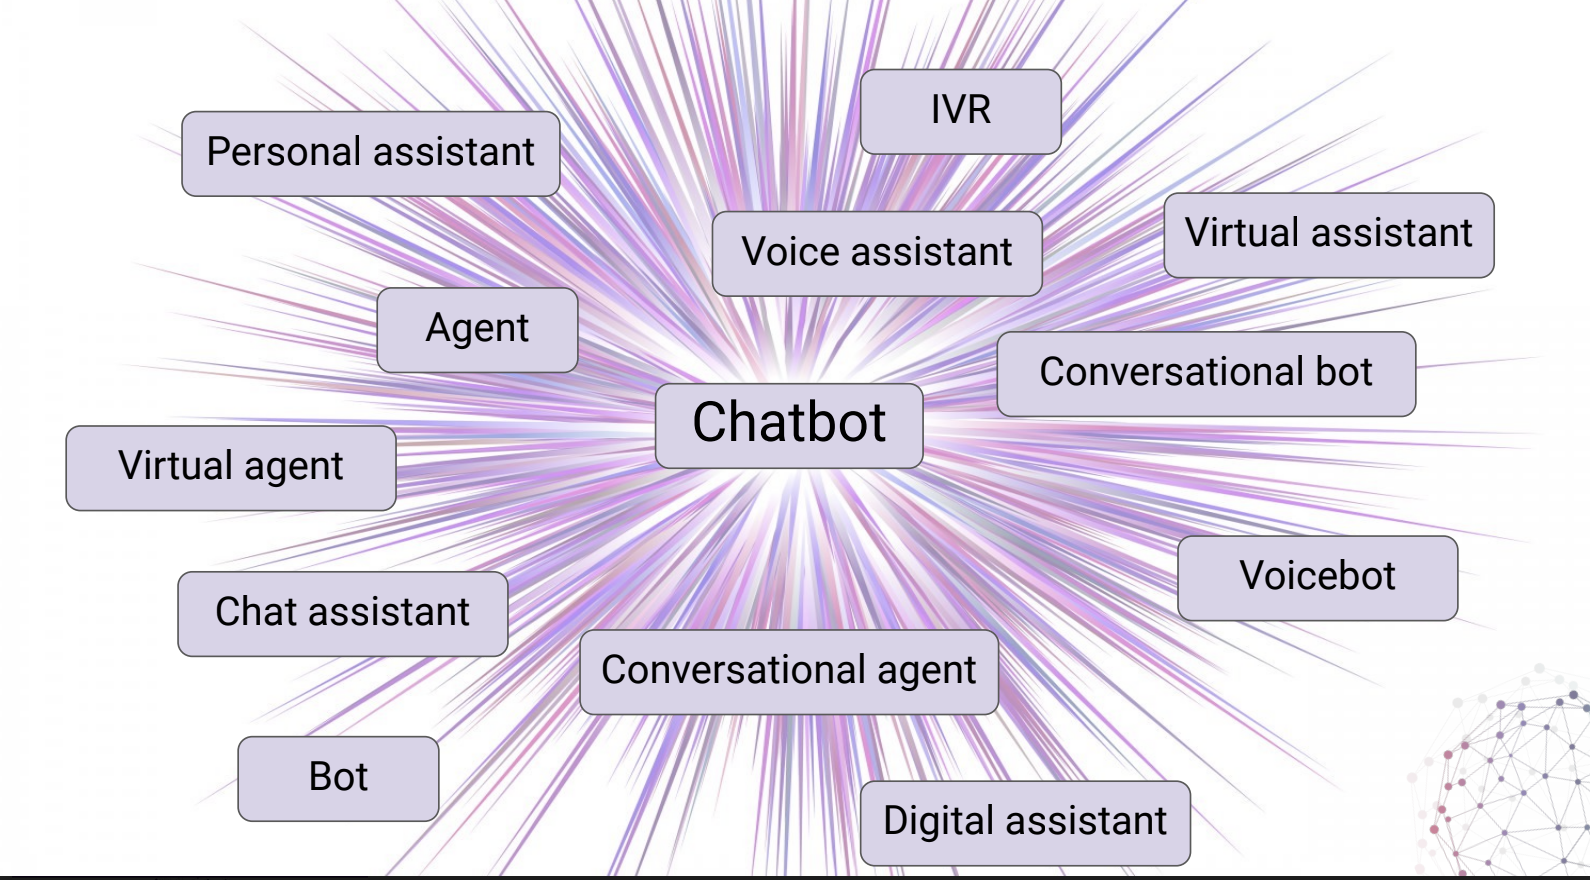 IVR
Personal assistant
Virtual assistant
Voice assistant
Agent
Conversational bot
Chatbot
Virtual agent
Voicebot
Chat assistant
Conversational agent
Bot
Digital assistant